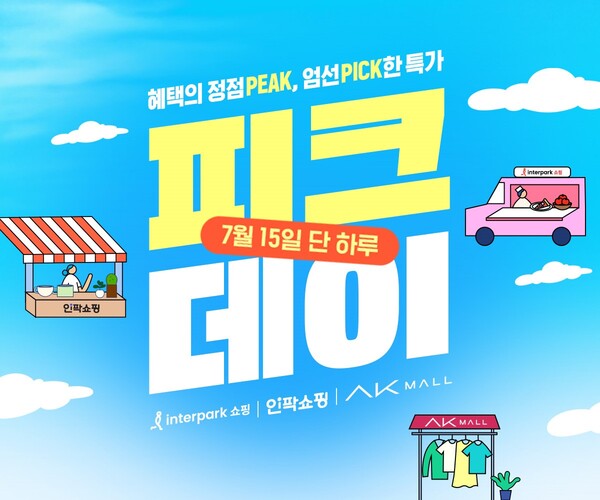 혜택의 정점PEAK, 엄선PICK한 특가
피크
7월 15일 단 하루
데이
interpark 쇼핑 | 인팍쇼핑 | AK MALL
interpark 쇼핑
인팍쇼핑
AK MALL